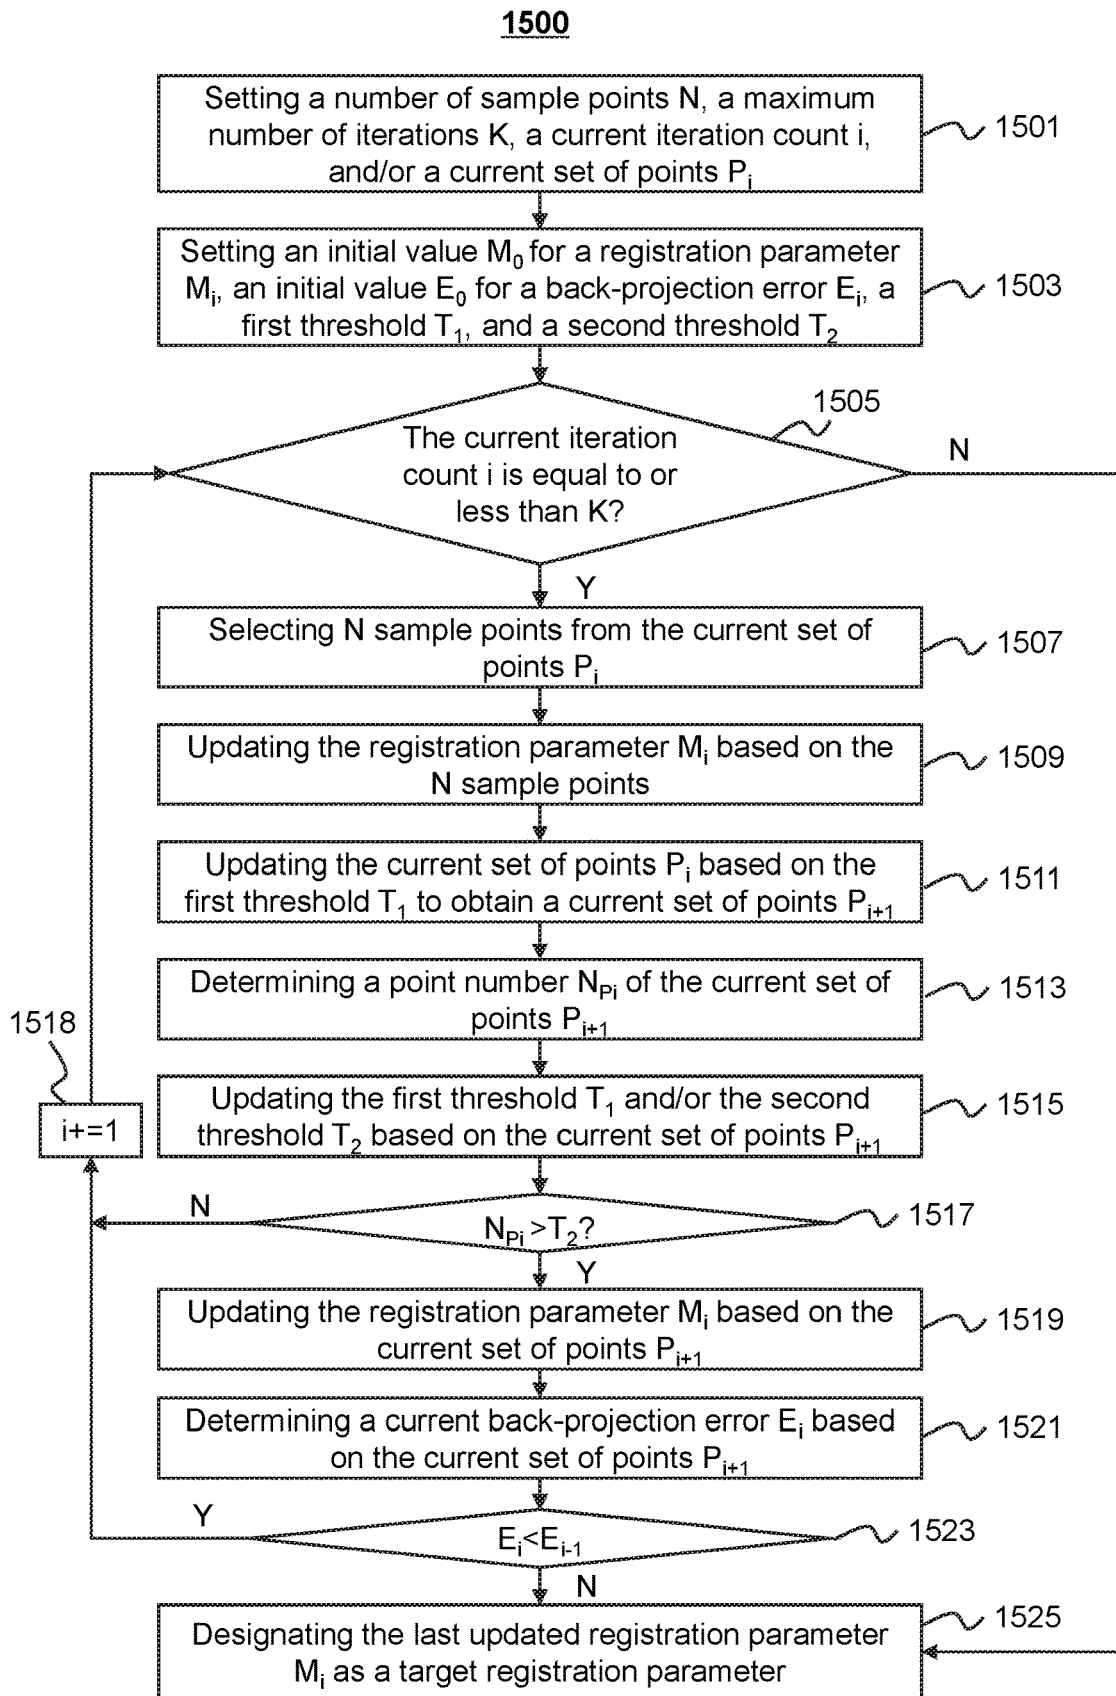 1500
Setting a number of sample points N, a maximum
number of iterations K, a current iteration count i,
and/or a current set of points Pi
1501
Setting an initial value M0 for a registration parameter
Mi, an initial value E0 for a back-projection error Ei, a
first threshold T1, and a second threshold T2
1503
1505
The current iteration
count i is equal to or
less than K?
N
Y
Selecting N sample points from the current set of
points Pi
1507
Updating the registration parameter Mi based on the
N sample points
1509
Updating the current set of points Pi based on the
first threshold T1 to obtain a current set of points Pi+1
1511
Determining a point number NPi of the current set of
points Pi+1
1513
1518
i+=1
Updating the first threshold T1 and/or the second
threshold T2 based on the current set of points Pi+1
1515
N
NPi >T2?
1517
Y
Updating the registration parameter Mi based on the
current set of points Pi+1
1519
Determining a current back-projection error Ei based
on the current set of points Pi+1
1521
Y
Ei<Ei-1
1523
N
Designating the last updated registration parameter
Mi as a target registration parameter
1525